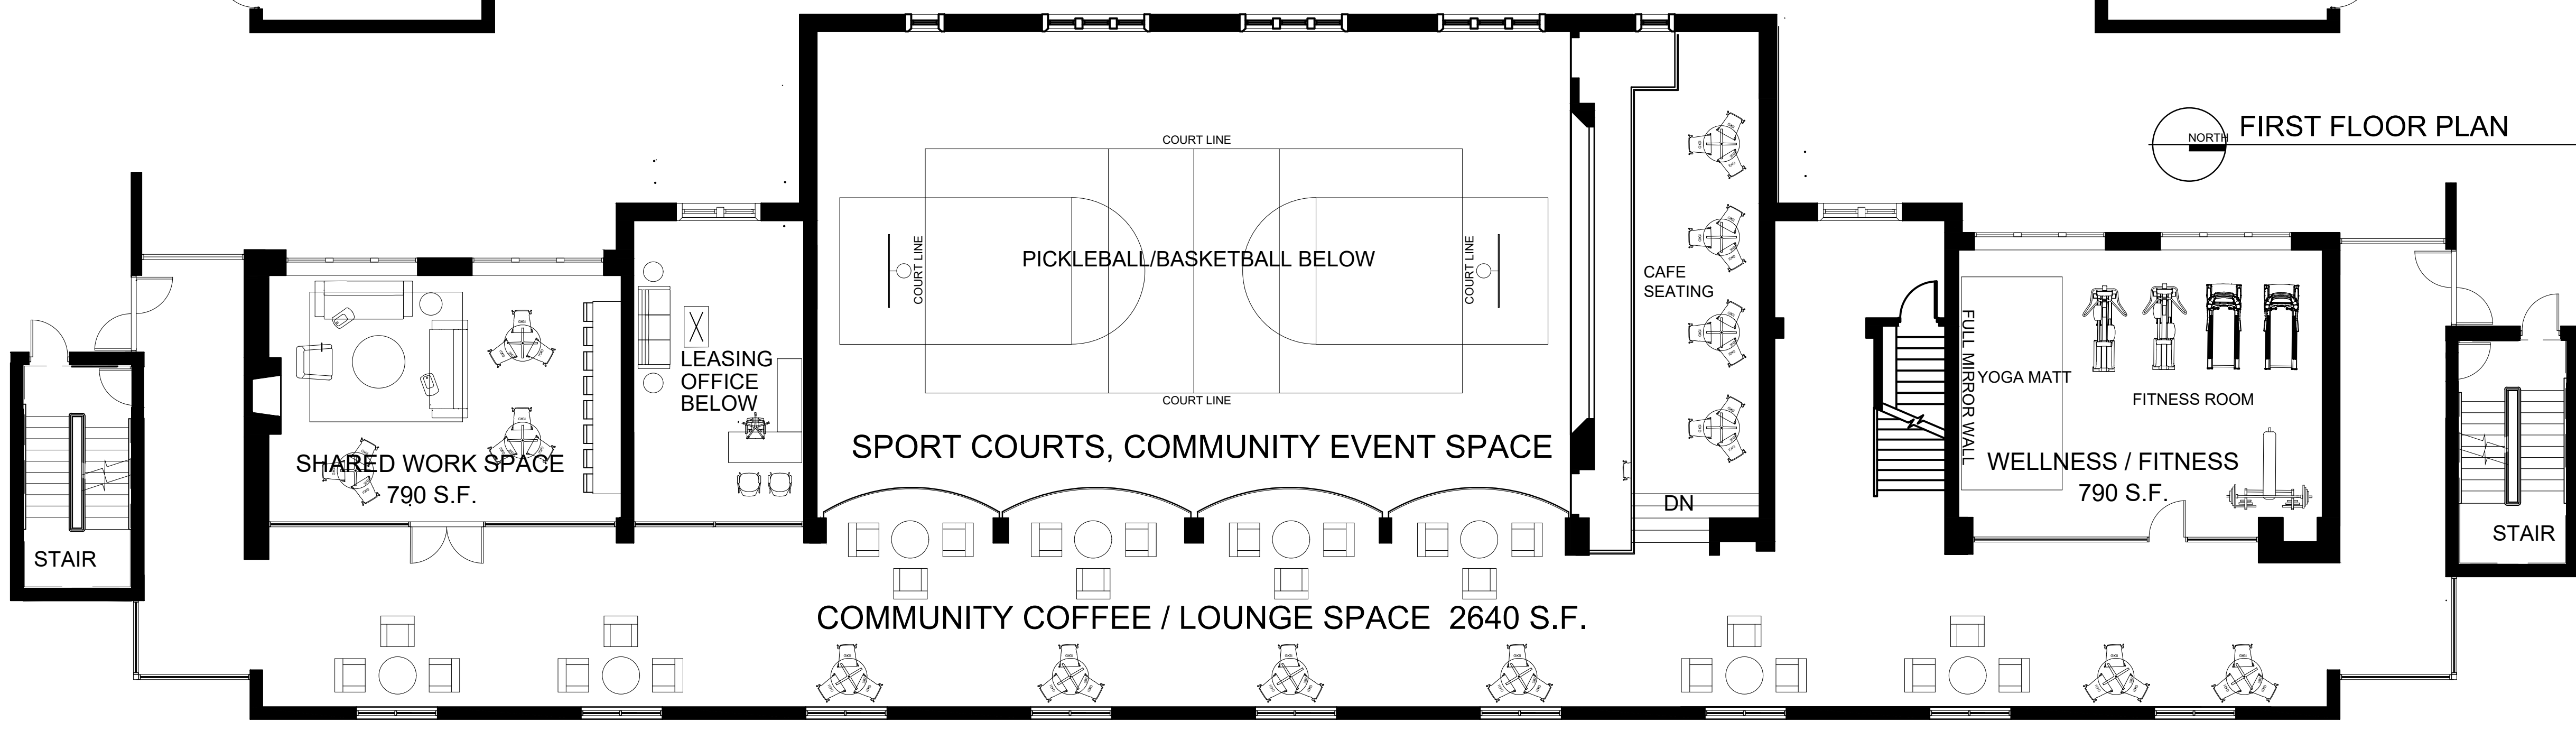 COURT LINE
NORTH
FIRST FLOOR PLAN
PICKLEBALL/BASKETBALL BELOW
COURT LINE
COURT LINE
CAFE
SEATING
LEASING
OFFICE
BELOW
COURT LINE
FULL MIRROR WALL
YOGA MATT
FITNESS ROOM
SPORT COURTS, COMMUNITY EVENT SPACE
SHARED WORK SPACE
790 S.F.
WELLNESS / FITNESS
790 S.F.
DN
STAIR
STAIR
COMMUNITY COFFEE / LOUNGE SPACE 2640 S.F.